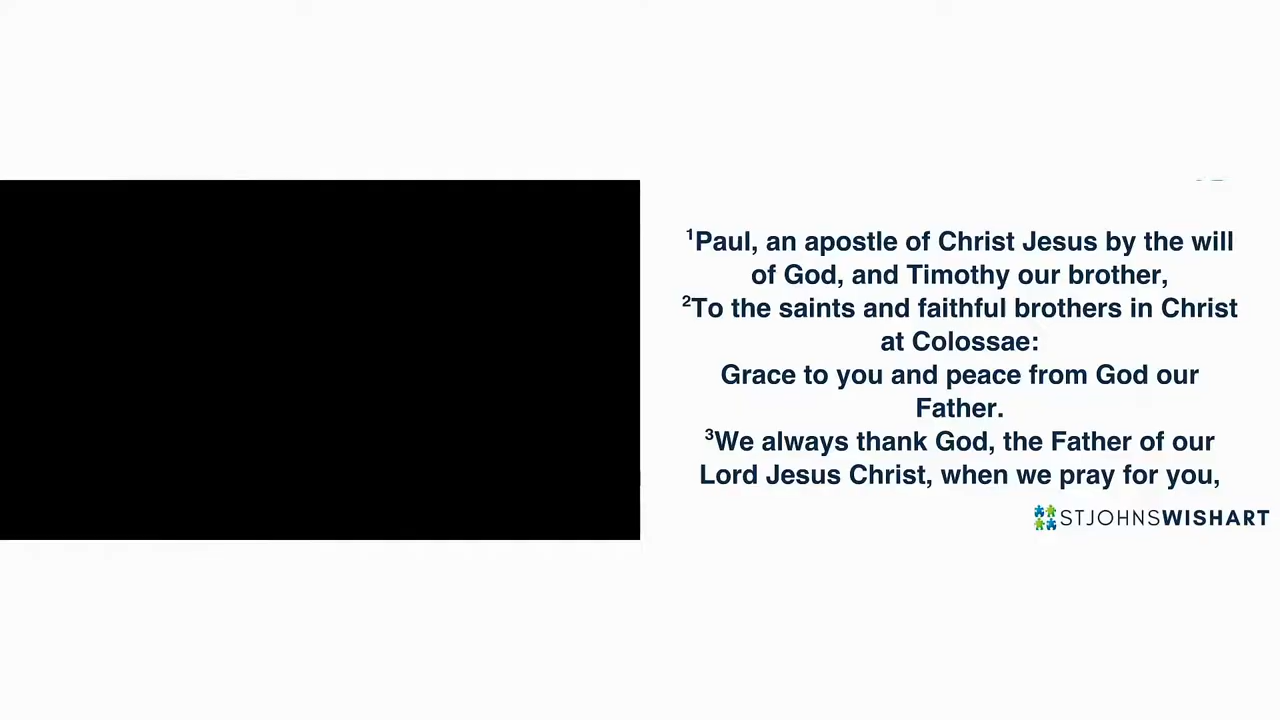 ¹Paul, an apostle of Christ Jesus by the will
of God, and Timothy our brother,
²To the saints and faithful brothers in Christ
at Colossae:
Grace to you and peace from God our
Father.
³We always thank God, the Father of our
Lord Jesus Christ, when we pray for you,
STJOHNSWISHART